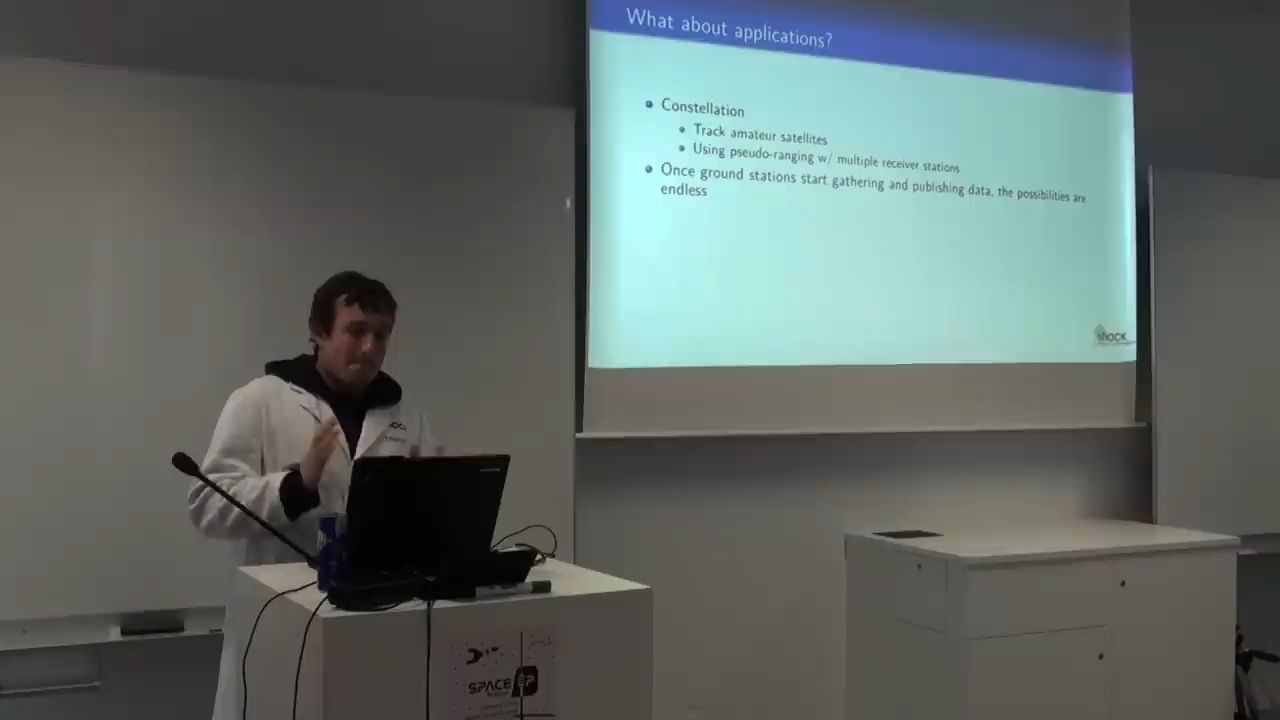 What about applications?
Constellation
Track amateur satellites
Using pseudo-ranging w/ multiple receiver stations
Once ground stations start gathering and publishing data, the possibilities are
endless
shack
SPACE